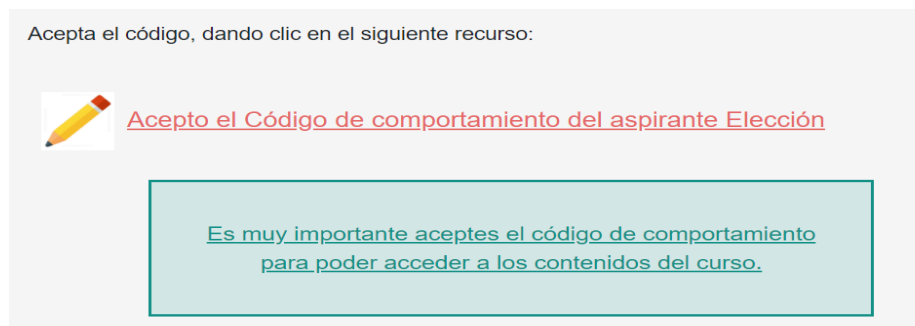 Acepta el código, dando clic en el siguiente recurso:
Acepto el Código de comportamiento del aspirante Elección
Es muy importante aceptes el código de comportamiento
para poder acceder a los contenidos del curso.